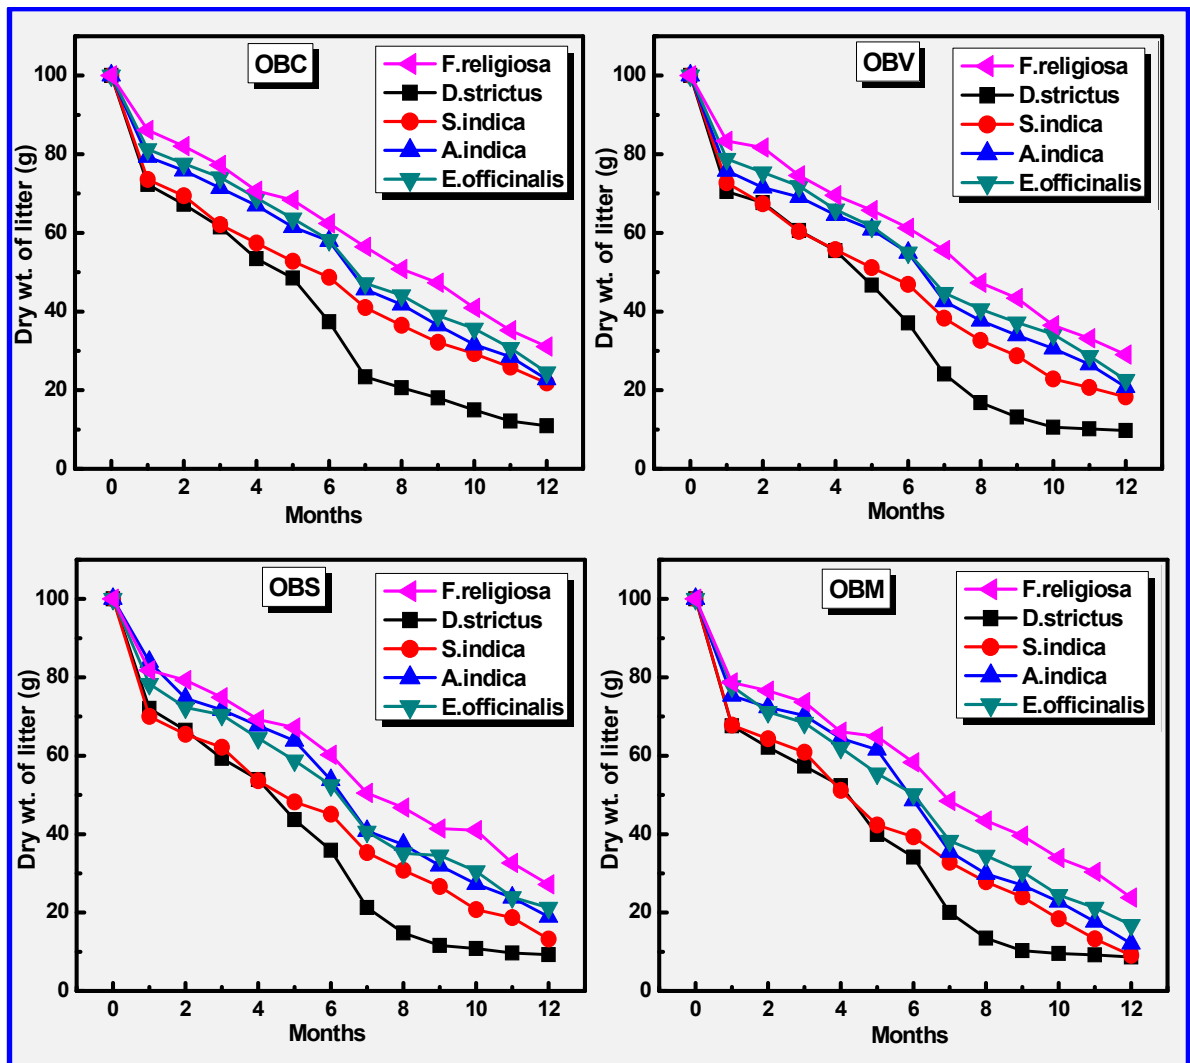 OBC
F.religiosa
D.strictus
S.indica
A.indica
E.officinalis
Dry wt. of litter (g)
100
80
60
40
20
0
0 2 4 6 8 10 12
Months
OBV
F.religiosa
D.strictus
S.indica
A.indica
E.officinalis
Dry wt. of litter (g)
100
80
60
40
20
0
0 2 4 6 8 10 12
Months
OBS
F.religiosa
D.strictus
S.indica
A.indica
E.officinalis
Dry wt. of litter (g)
100
80
60
40
20
0
0 2 4 6 8 10 12
Months
OBM
F.religiosa
D.strictus
S.indica
A.indica
E.officinalis
Dry wt. of litter (g)
100
80
60
40
20
0
0 2 4 6 8 10 12
Months